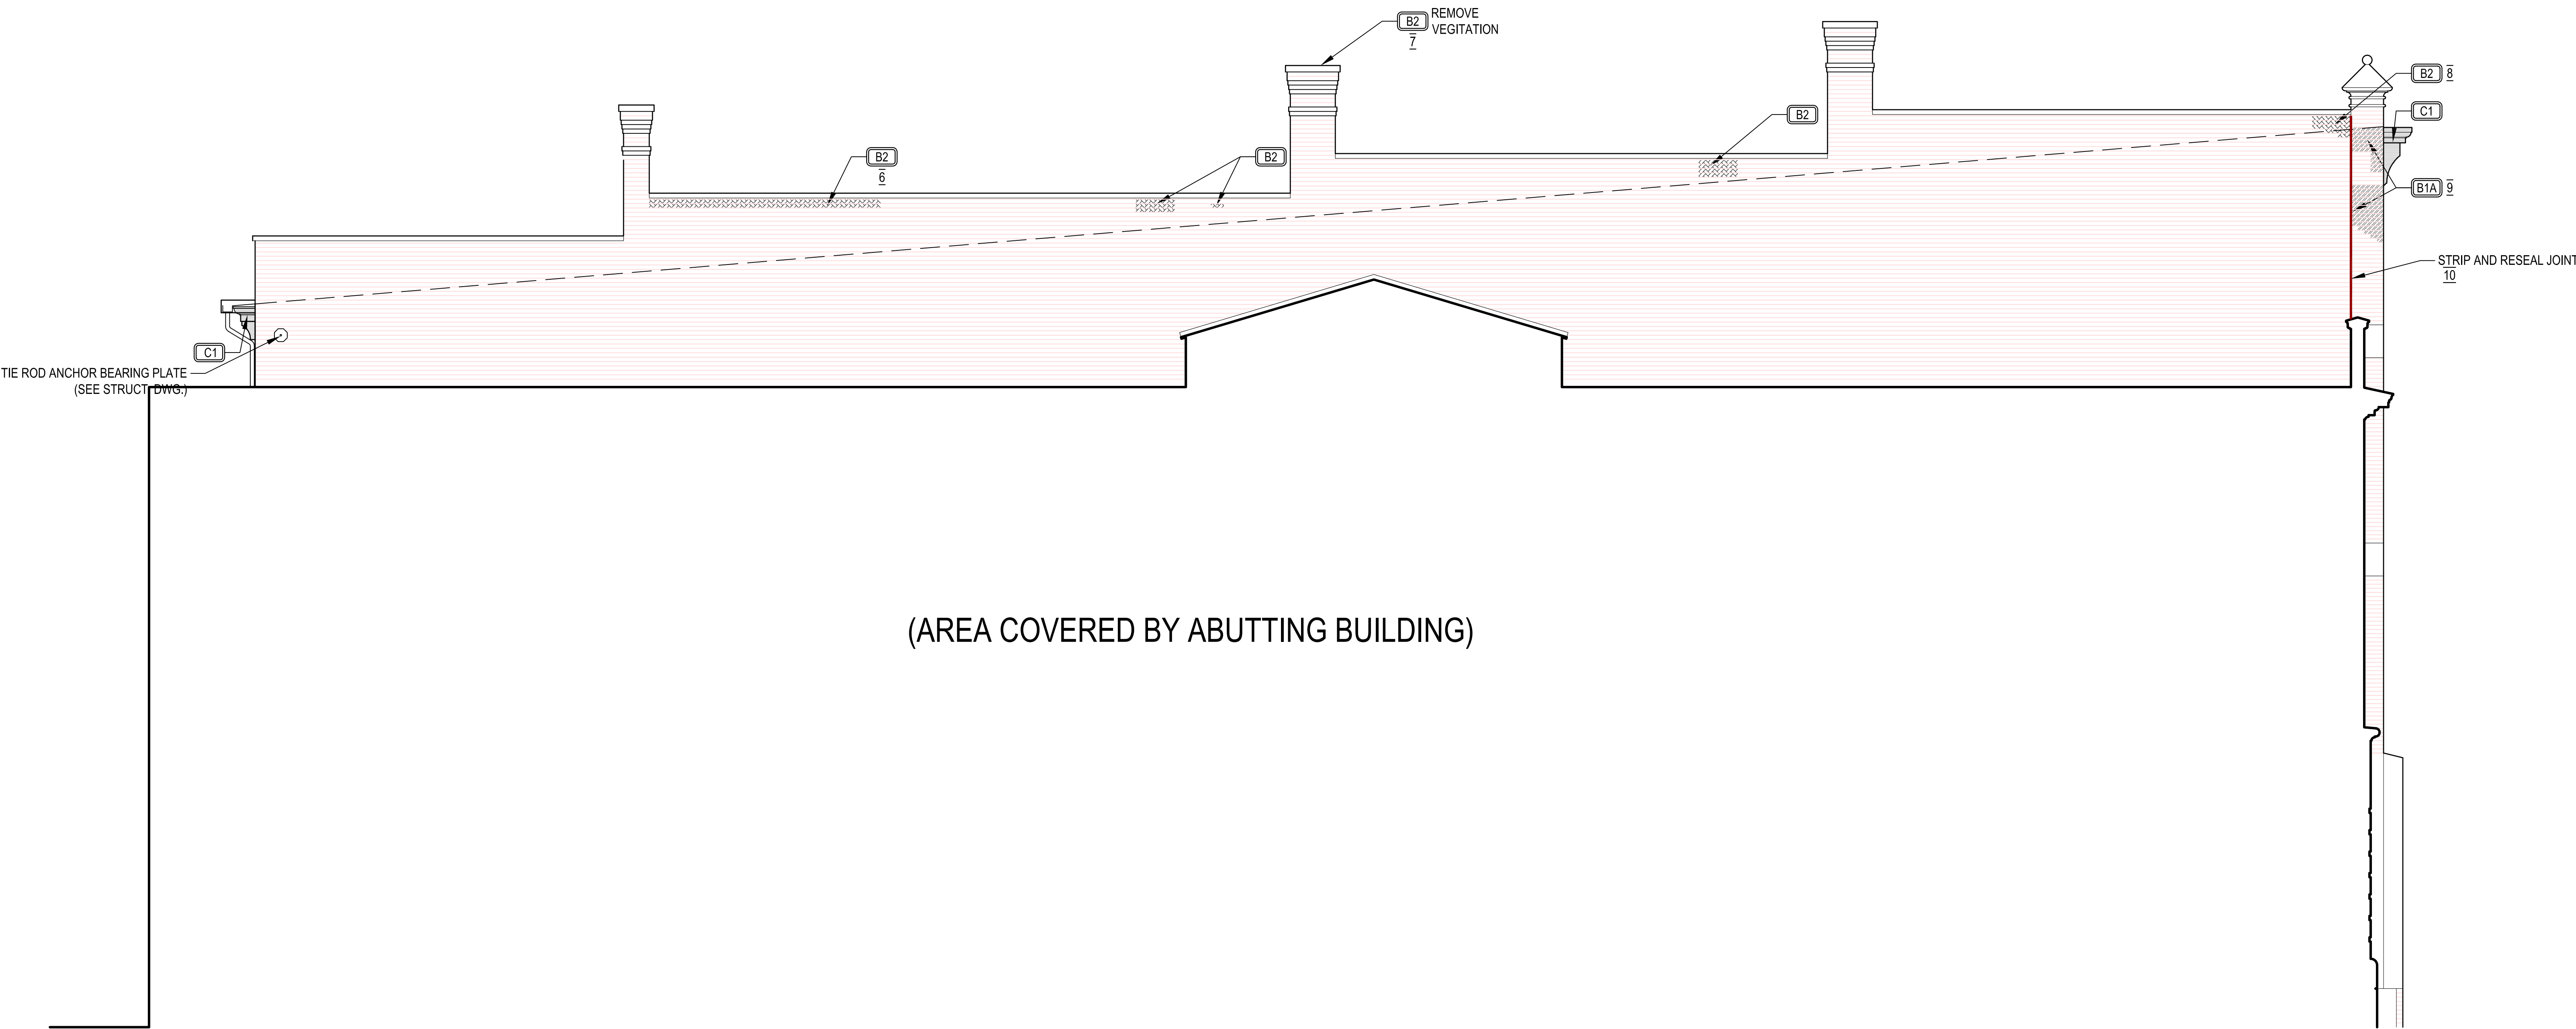 B2 REMOVE
VEGITATION
7
B2 8
C1
B2
B2
6
B2
B1A 9
STRIP AND RESEAL JOINT
10
C1
TIE ROD ANCHOR BEARING PLATE
(SEE STRUCT. DWG.)
(AREA COVERED BY ABUTTING BUILDING)